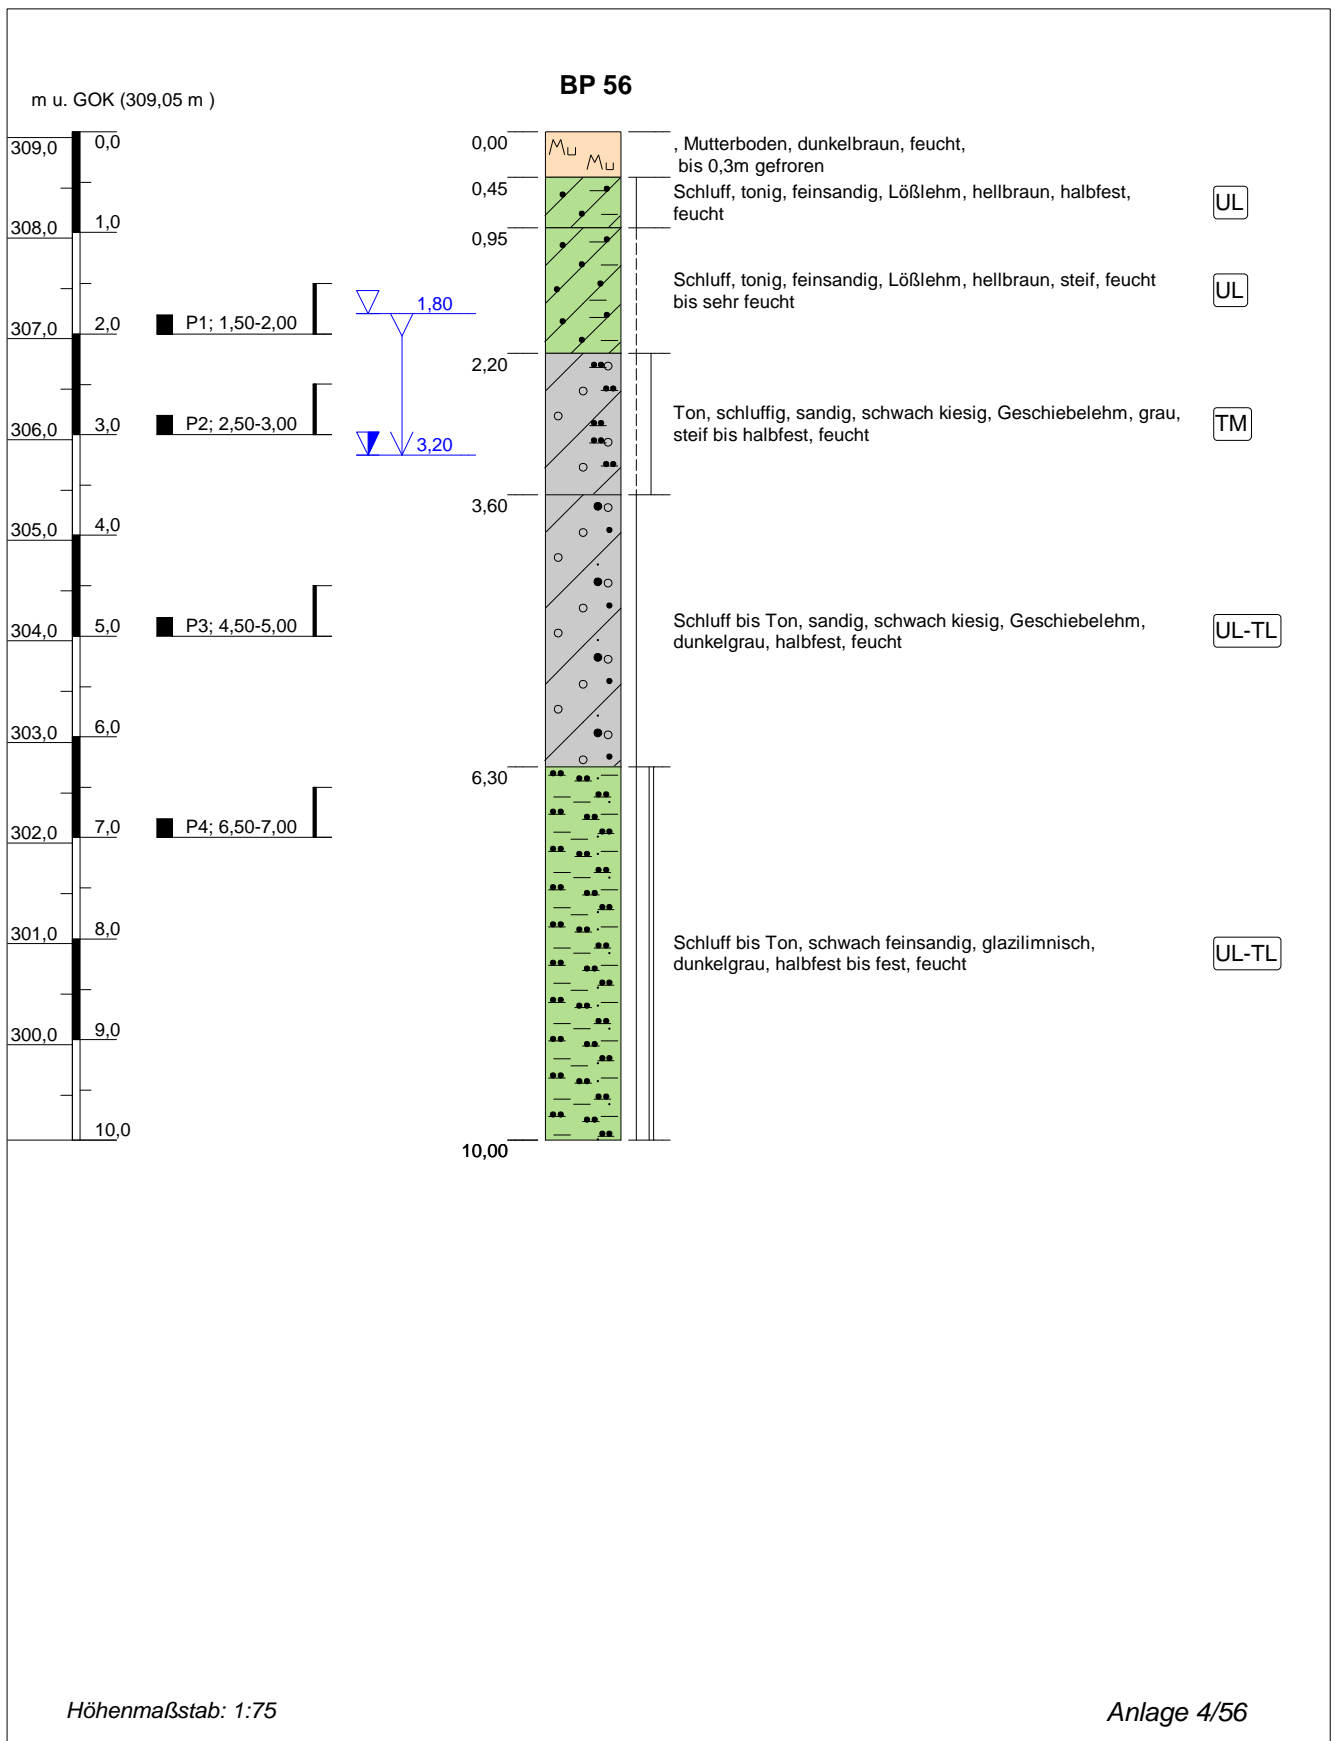 BP 56
m u. GOK (309,05 m )
309,0
0,0
0,00
Mu
Mu
, Mutterboden, dunkelbraun, feucht,
bis 0,3m gefroren
0,45
Schluff, tonig, feinsandig, Lößlehm, hellbraun, halbfest,
feucht
UL
308,0
1,0
0,95
Schluff, tonig, feinsandig, Lößlehm, hellbraun, steif, feucht
bis sehr feucht
UL
307,0
2,0
P1; 1,50-2,00
1,80
2,20
306,0
3,0
P2; 2,50-3,00
3,20
Ton, schluffig, sandig, schwach kiesig, Geschiebelehm, grau,
steif bis halbfest, feucht
TM
3,60
305,0
4,0
304,0
5,0
P3; 4,50-5,00
Schluff bis Ton, sandig, schwach kiesig, Geschiebelehm,
dunkelgrau, halbfest, feucht
UL-TL
303,0
6,0
6,30
302,0
7,0
P4; 6,50-7,00
301,0
8,0
Schluff bis Ton, schwach feinsandig, glazilimnisch,
dunkelgrau, halbfest bis fest, feucht
UL-TL
300,0
9,0
10,0
10,00
Höhenmaßstab: 1:75
Anlage 4/56